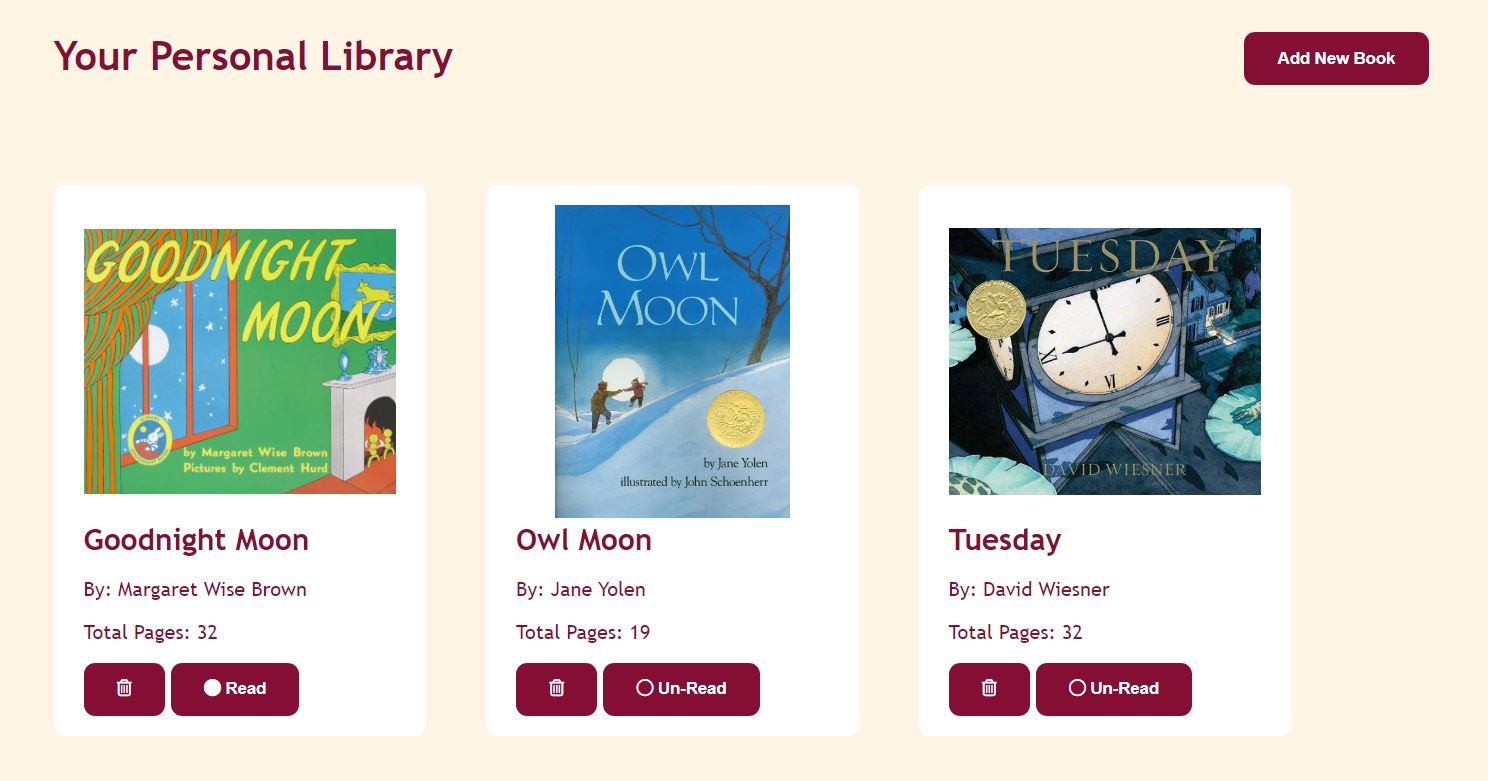 Your Personal Library
Add New Book
GOODNIGHT
MOON
by Margaret Wise Brown
Pictures by Clement Hurd
Goodnight Moon
By: Margaret Wise Brown
Total Pages: 32
Read
OWL
MOON
by Jane Yolen
illustrated by John Schoenherr
Owl Moon
By: Jane Yolen
Total Pages: 19
Un-Read
TUESDAY
DAVID WIESNER
Tuesday
By: David Wiesner
Total Pages: 32
Un-Read